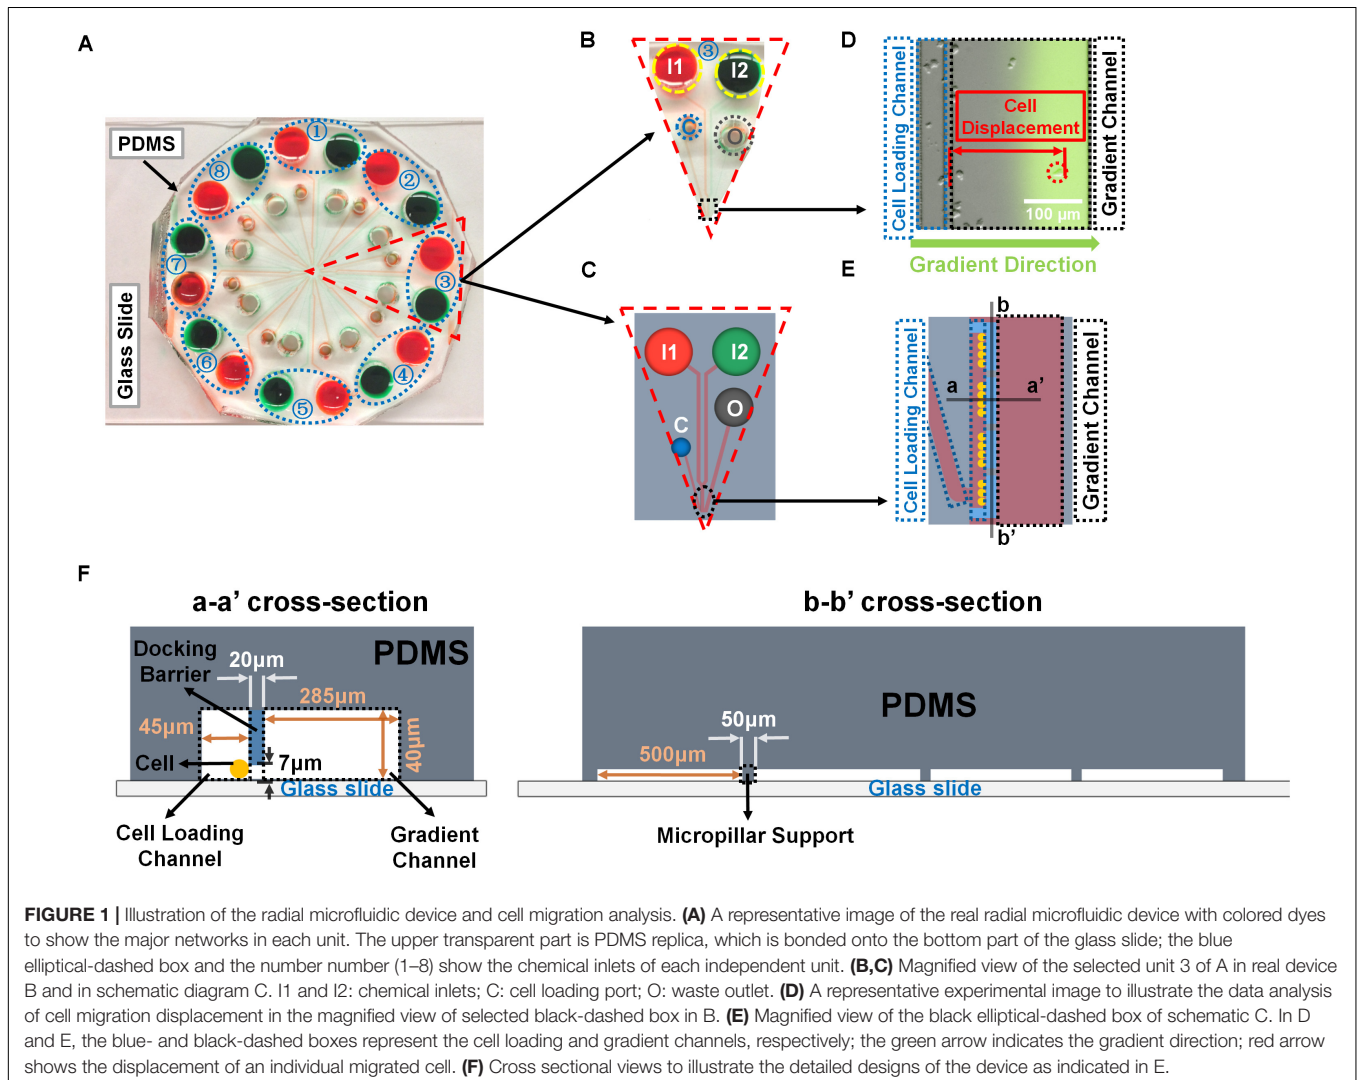 A
PDMS
Glass Slide
①
②
③
④
⑤
⑥
⑦
⑧
B
③
I1
I2
C
O
C
I1
I2
C
O
D
Cell Loading Channel
Cell
Displacement
100 µm
Gradient Channel
Gradient Direction
E
Cell Loading Channel
b
a
a’
b’
Gradient Channel
F
a-a’ cross-section
Docking
Barrier
PDMS
20µm
285µm
45µm
40µm
Cell
7µm
Glass slide
Cell Loading
Channel
Gradient
Channel
b-b’ cross-section
PDMS
50µm
500µm
Glass slide
Micropillar Support
FIGURE 1 | Illustration of the radial microfluidic device and cell migration analysis. (A) A representative image of the real radial microfluidic device with colored dyes
to show the major networks in each unit. The upper transparent part is PDMS replica, which is bonded onto the bottom part of the glass slide; the blue
elliptical-dashed box and the number number (1–8) show the chemical inlets of each independent unit. (B,C) Magnified view of the selected unit 3 of A in real device
B and in schematic diagram C. I1 and I2: chemical inlets; C: cell loading port; O: waste outlet. (D) A representative experimental image to illustrate the data analysis
of cell migration displacement in the magnified view of selected black-dashed box in B. (E) Magnified view of the black elliptical-dashed box of schematic C. In D
and E, the blue- and black-dashed boxes represent the cell loading and gradient channels, respectively; the green arrow indicates the gradient direction; red arrow
shows the displacement of an individual migrated cell. (F) Cross sectional views to illustrate the detailed designs of the device as indicated in E.